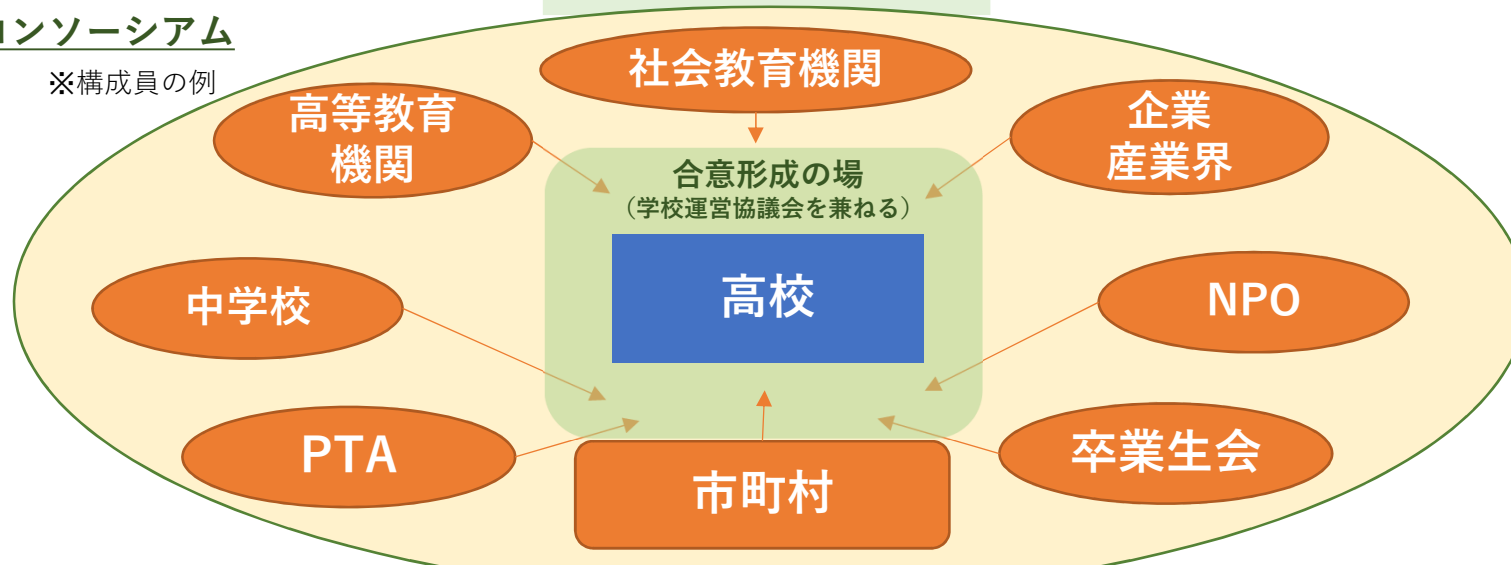 コンソーシアム
※構成員の例
社会教育機関
高等教育
機関
企業
産業界
合意形成の場
（学校運営協議会を兼ねる）
高校
中学校
NPO
PTA
市町村
卒業生会